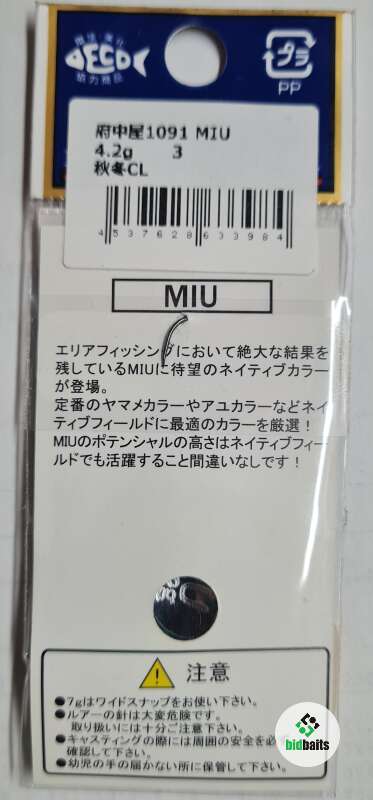 環境・浄化
DECO
協力商品
プラ
PP
府中屋1091 MIU
4.2g 3
秋冬CL
4 537628 633984
MIU
エリアフィッシングにおいて絶大な結果を
残しているMIUに待望のネイティブカラー
が登場。
定番のヤマメカラーやアユカラーなどネイ
ティブフィールドに最適のカラーを厳選！
MIUのポテンシャルの高さはネイティブフィー
ルドでも活躍すること間違いなしです！
注意
●7gはワイドスナップをお使い下さい。
●ルアーの針は大変危険です。
取り扱いには十分ご注意下さい。
●キャスティングの際には周囲の安全を必ず
確認して下さい。
●幼児の手の届かない所に保管して下さい。
bidbaits